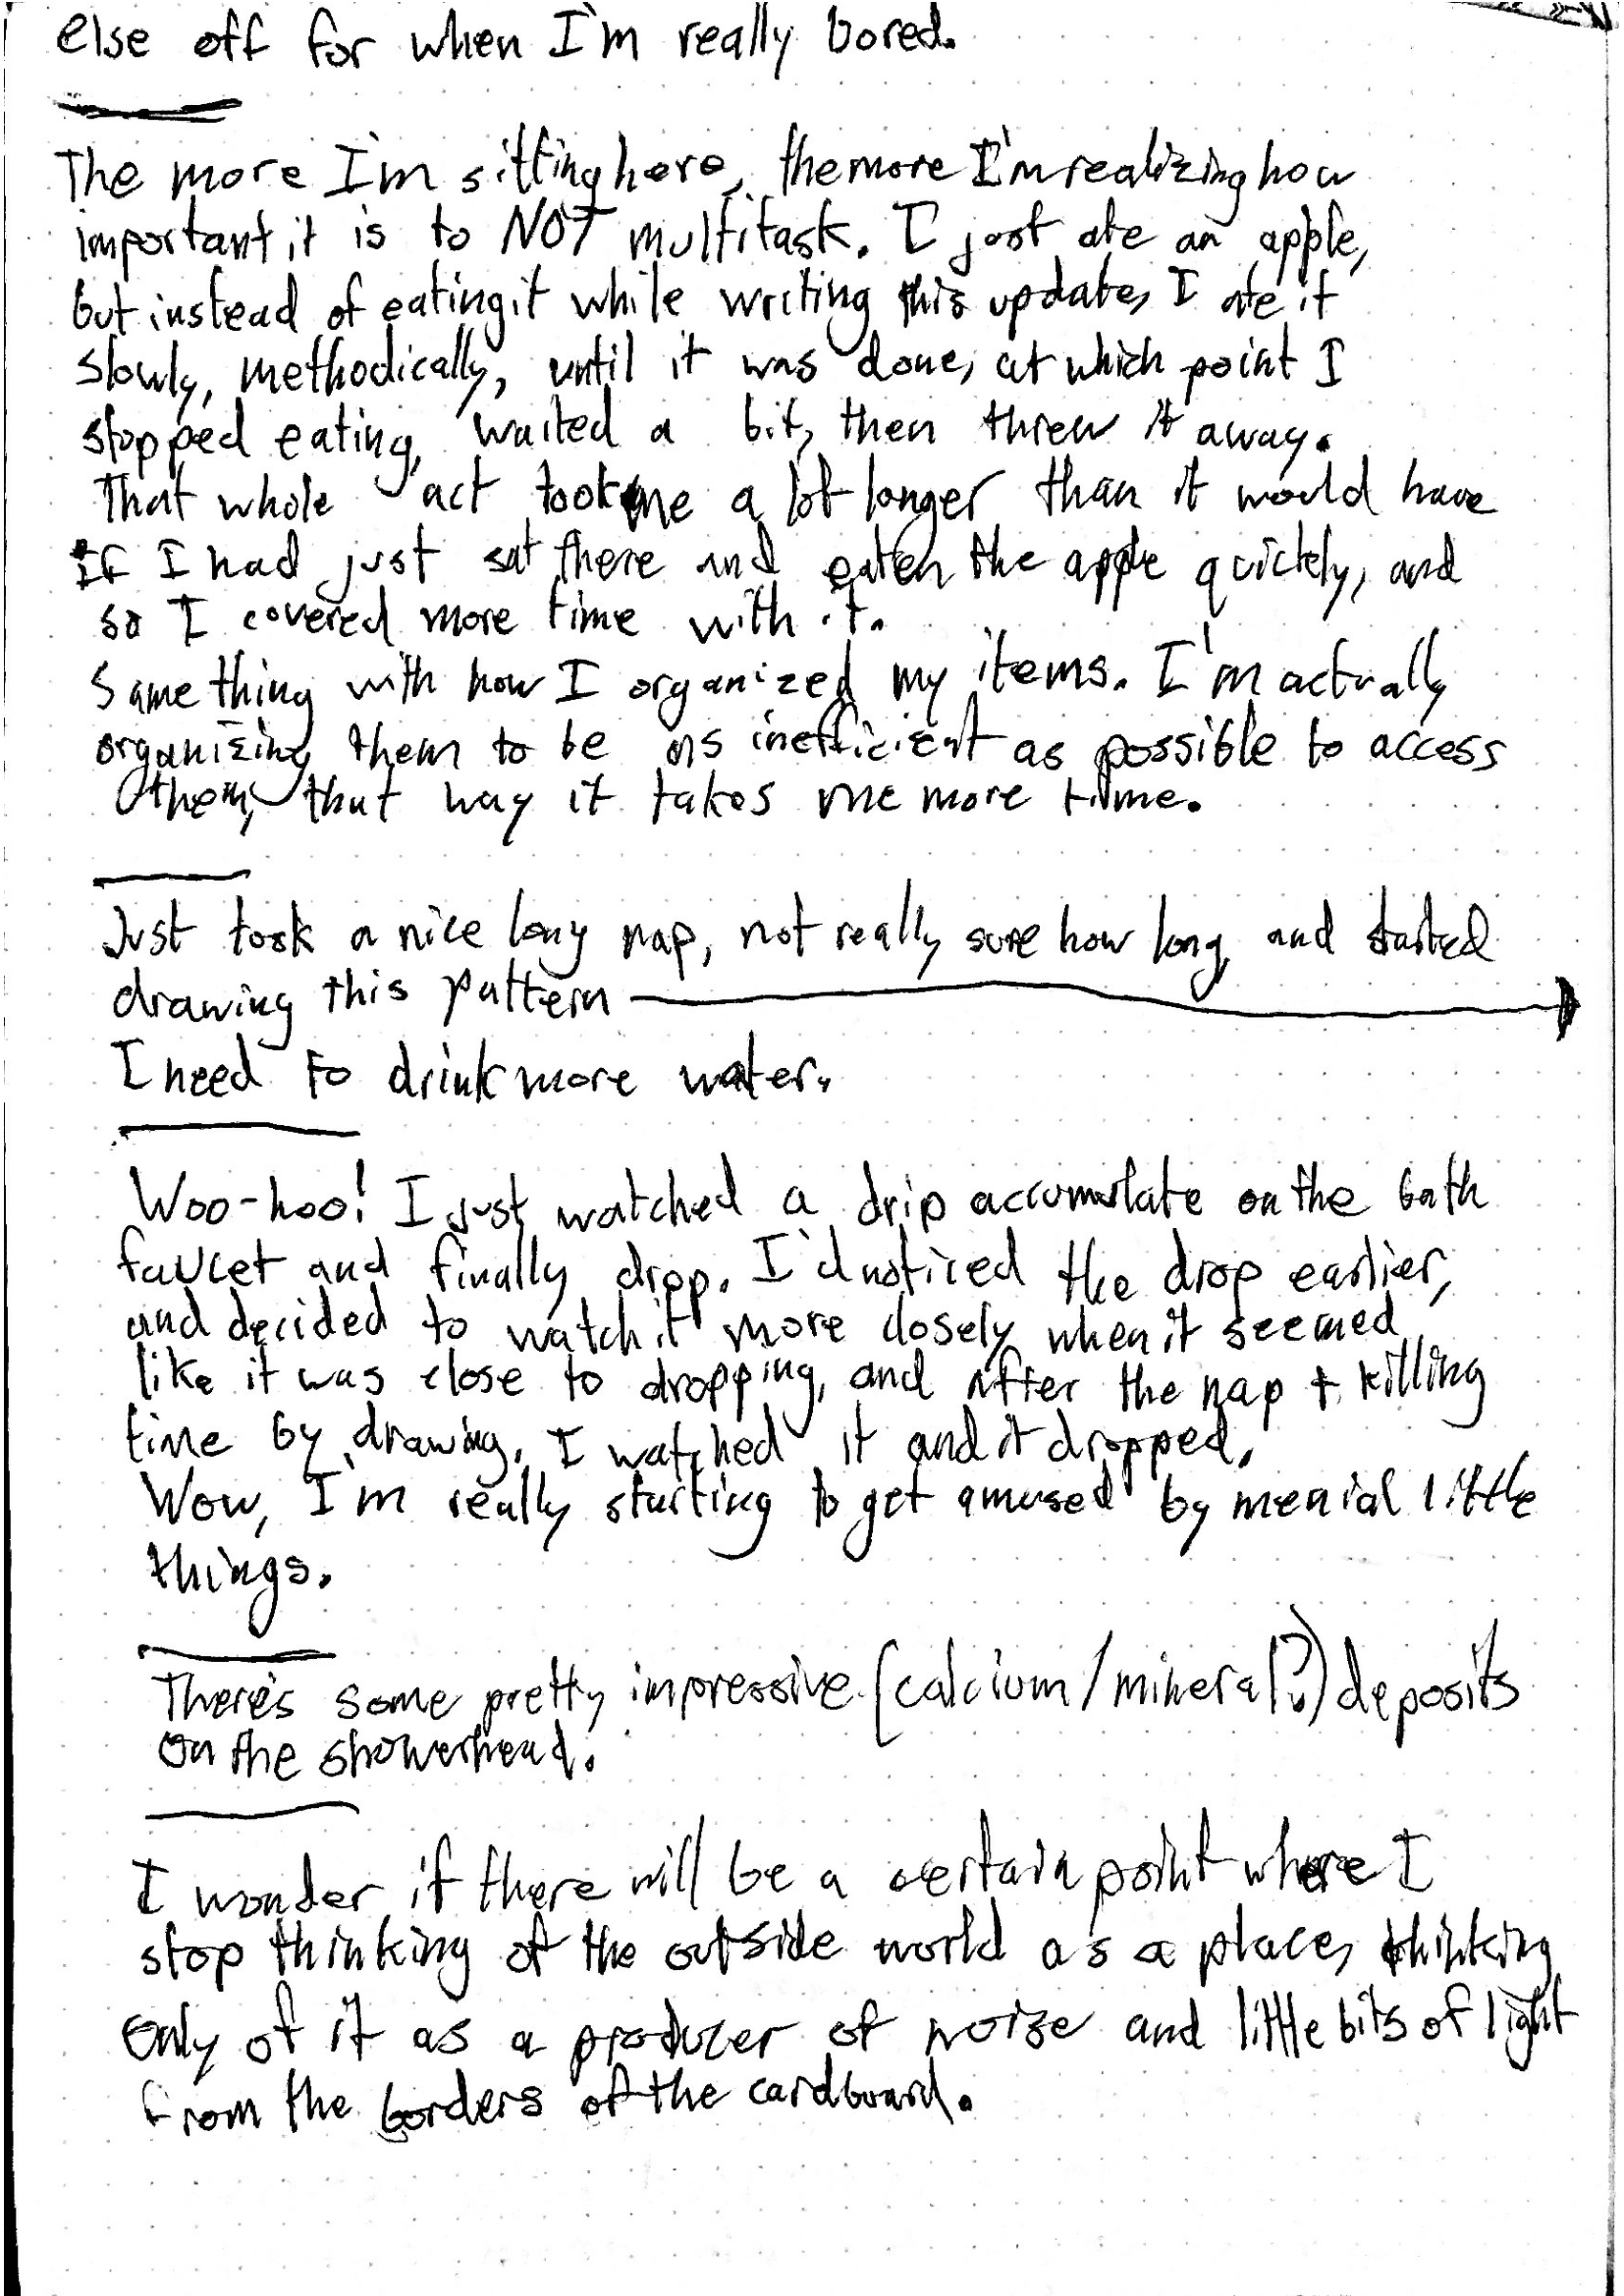 else off for when I'm really bored.
The more I'm sitting here, the more I'm realizing how
important it is to NOT multitask. I just ate an apple,
but instead of eating it while writing this update, I ate it
slowly, methodically, until it was done, at which point I
stopped eating, waited a bit, then threw it away.
That whole act took me a lot longer than it would have
If I had just sat there and eaten the apple quickly, and
so I covered more time with it.
Same thing with how I organized my items. I'm actually
organizing them to be as inefficient as possible to access
them, that way it takes me more time.
Just took a nice long nap, not really sure how long, and started
drawing this pattern
I need to drink more water.
Woo-hoo! I just watched a drip accumulate on the bath
faucet and finally drop. I'd noticed the drop earlier,
and decided to watch it more closely when it seemed
like it was close to dropping, and after the nap + killing
time by drawing, I watched it and it dropped.
Wow, I'm really starting to get amused by menial little
things.
There's some pretty impressive (calcium/mineral?) deposits
on the showerhead.
I wonder if there will be a certain point where I
stop thinking of the outside world as a place, thinking
only of it as a producer of noise and little bits of light
from the borders of the cardboard.